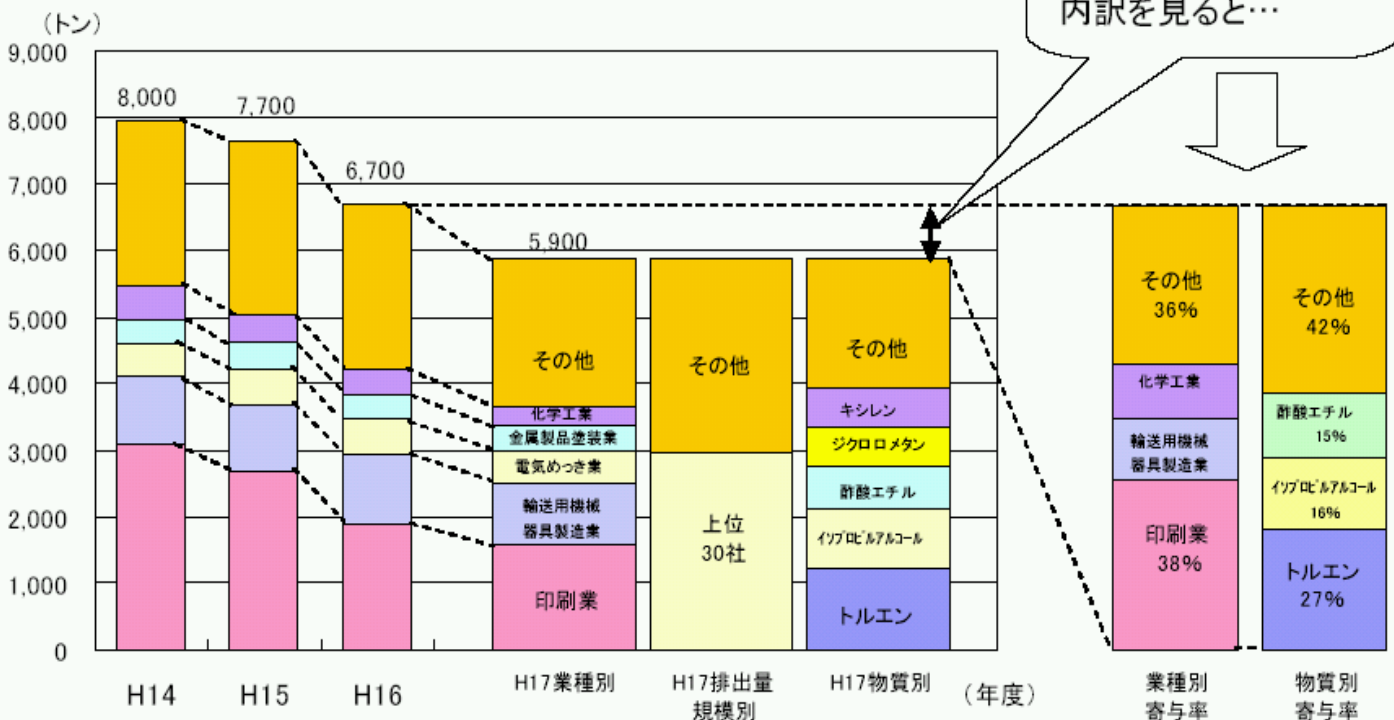 （トン）
内訳を見ると…
9,000
8,000
7,000
6,000
5,000
4,000
3,000
2,000
1,000
0
8,000
7,700
6,700
5,900
その他
化学工業
金属製品塗装業
電気めっき業
輸送用機械
器具製造業
印刷業
その他
上位
30社
その他
キシレン
ジクロロメタン
酢酸エチル
イソプロピルアルコール
トルエン
その他
36%
化学工業
輸送用機械
器具製造業
印刷業
38%
その他
42%
酢酸エチル
15%
イソプロピルアルコール
16%
トルエン
27%
H14
H15
H16
H17業種別
H17排出量
規模別
H17物質別
（年度）
業種別
寄与率
物質別
寄与率